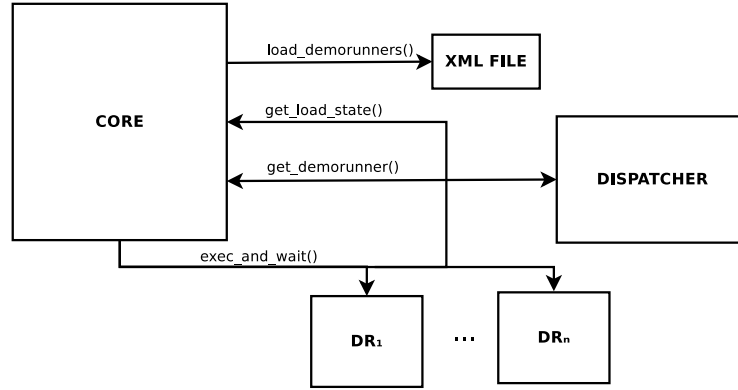 load_demorunners()
XML FILE
CORE
get_load_state()
get_demorunner()
DISPATCHER
exec_and_wait()
DR₁
...
DRₙ